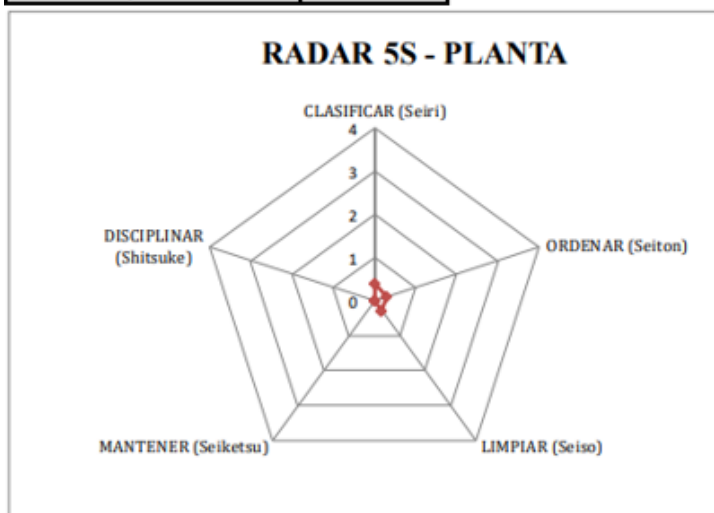 RADAR 5S - PLANTA
CLASIFICAR (Seiri)
4
3
2
1
0
ORDENAR (Seiton)
LIMPIAR (Seiso)
MANTENER (Seiketsu)
DISCIPLINAR
(Shitsuke)